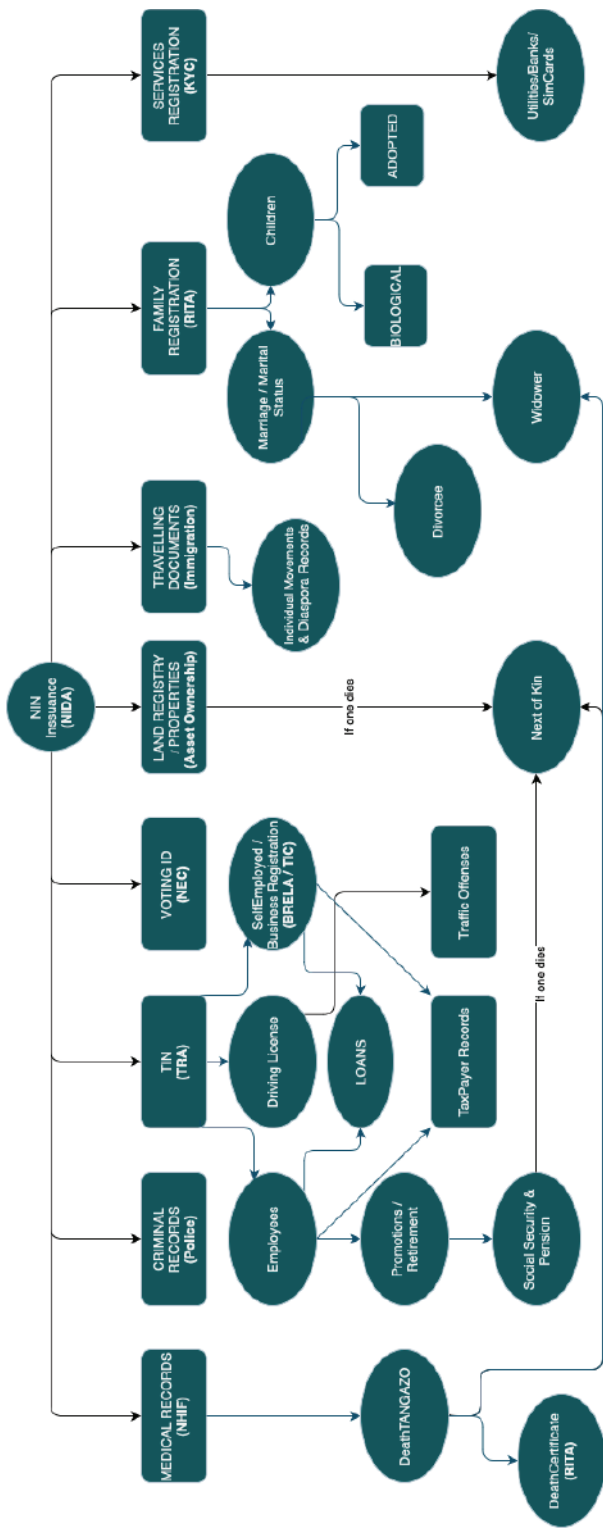 NIN
Inssuance
(NIDA)
MEDICAL RECORDS
(NHIF)
CRIMINAL
RECORDS
(Police)
TIN
(TRA)
VOTING ID
(NEC)
LAND REGISTRY
/ PROPERTIES
(Asset Ownership)
TRAVELLING
DOCUMENTS
(Immigration)
FAMILY
REGISTRATION
(RITA)
SERVICES
REGISTRATION
(KYC)
Employees
Driving License
SelfEmployed /
Business Registration
(BRELA / TIC)
Individual Movements
& Diaspora Records
Marriage / Marital
Status
Children
DeathTANGAZO
Promotions /
Retirement
LOANS
If one dies
BIOLOGICAL
ADOPTED
Divorcee
TaxPayer Records
Traffic Offenses
Social Security &
Pension
If one dies
Next of Kin
Widower
Utilities/Banks/
SimCards
DeathCertificate
(RITA)